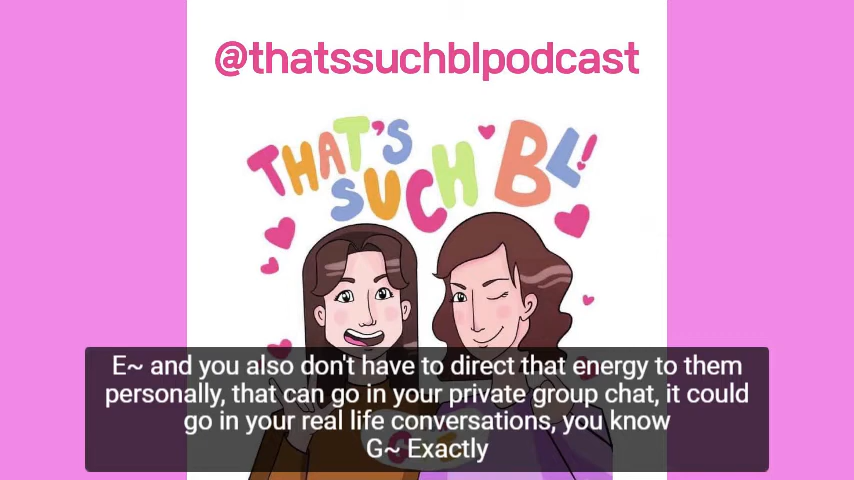 @thatssuchblpodcast
THAT'S
SUCH BL!
E~ and you also don't have to direct that energy to them
personally, that can go in your private group chat, it could
go in your real life conversations, you know
G~ Exactly